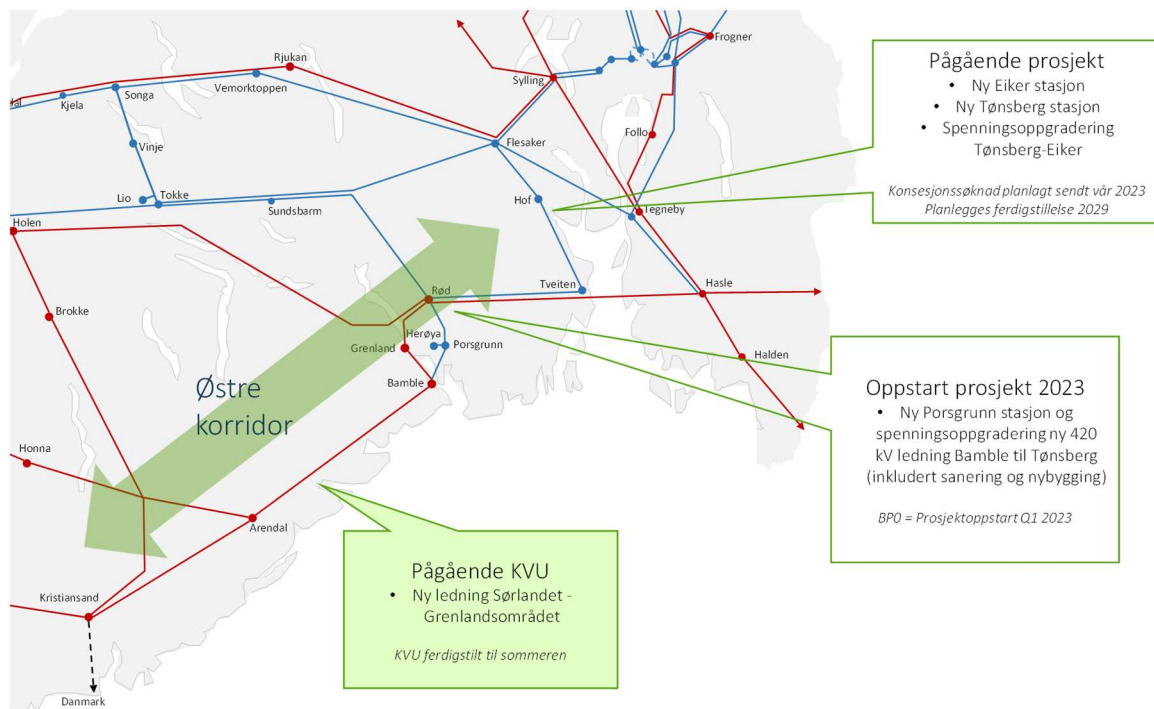 Frogner
Rjukan
Sylling
Vemorktoppen
Songa
Kjela
dal
Follo
Vinje
Flesaker
Lio
Tokke
Sundsbarm
Hof
Tegneby
Holen
Tveiten
Hasle
Rød
Brokke
Herøya
Grenland
Porsgrunn
Halden
Bamble
Østre
korridor
Honna
Arendal
Kristiansand
Danmark
Pågående prosjekt
• Ny Eiker stasjon
• Ny Tønsberg stasjon
• Spenningsoppgradering
Tønsberg-Eiker
Konsesjonssøknad planlagt sendt vår 2023
Planlegges ferdigstillelse 2029
Oppstart prosjekt 2023
• Ny Porsgrunn stasjon og
spenningsoppgradering ny 420
kV ledning Bamble til Tønsberg
(inkludert sanering og nybygging)
BP0 = Prosjektoppstart Q1 2023
Pågående KVU
• Ny ledning Sørlandet -
Grenlandsområdet
KVU ferdigstilt til sommeren